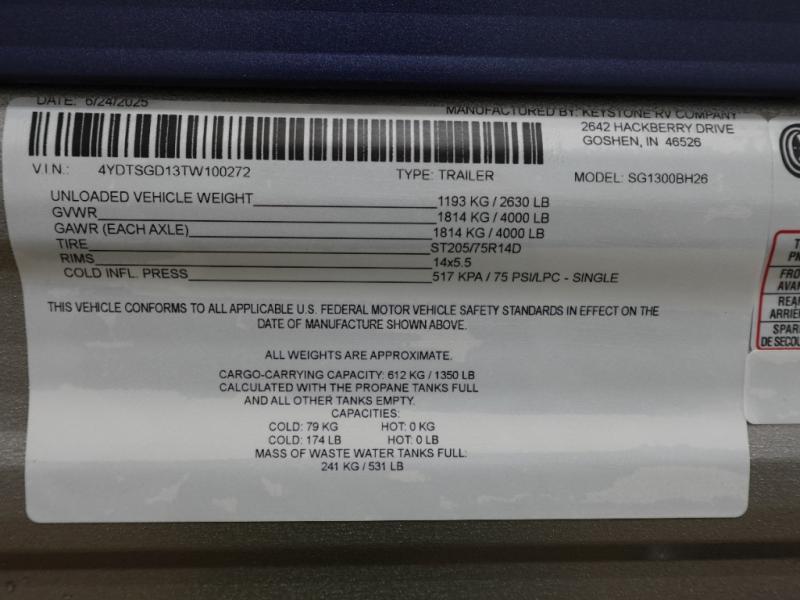 DATE: 6/24/2025
MANUFACTURED BY: KEYSTONE RV COMPANY
2642 HACKBERRY DRIVE
GOSHEN, IN 46526
V I N.: 4YDTSGD13TW100272 TYPE: TRAILER MODEL: SG1300BH26
UNLOADED VEHICLE WEIGHT 1193 KG / 2630 LB
GVWR 1814 KG / 4000 LB
GAWR (EACH AXLE) 1814 KG / 4000 LB
TIRE ST205/75R14D
RIMS 14x5.5
COLD INFL. PRESS 517 KPA / 75 PSI/LPC - SINGLE
THIS VEHICLE CONFORMS TO ALL APPLICABLE U.S. FEDERAL MOTOR VEHICLE SAFETY STANDARDS IN EFFECT ON THE
DATE OF MANUFACTURE SHOWN ABOVE.
ALL WEIGHTS ARE APPROXIMATE.
CARGO-CARRYING CAPACITY: 612 KG / 1350 LB
CALCULATED WITH THE PROPANE TANKS FULL
AND ALL OTHER TANKS EMPTY.
CAPACITIES:
COLD: 79 KG HOT: 0 KG
COLD: 174 LB HOT: 0 LB
MASS OF WASTE WATER TANKS FULL:
241 KG / 531 LB